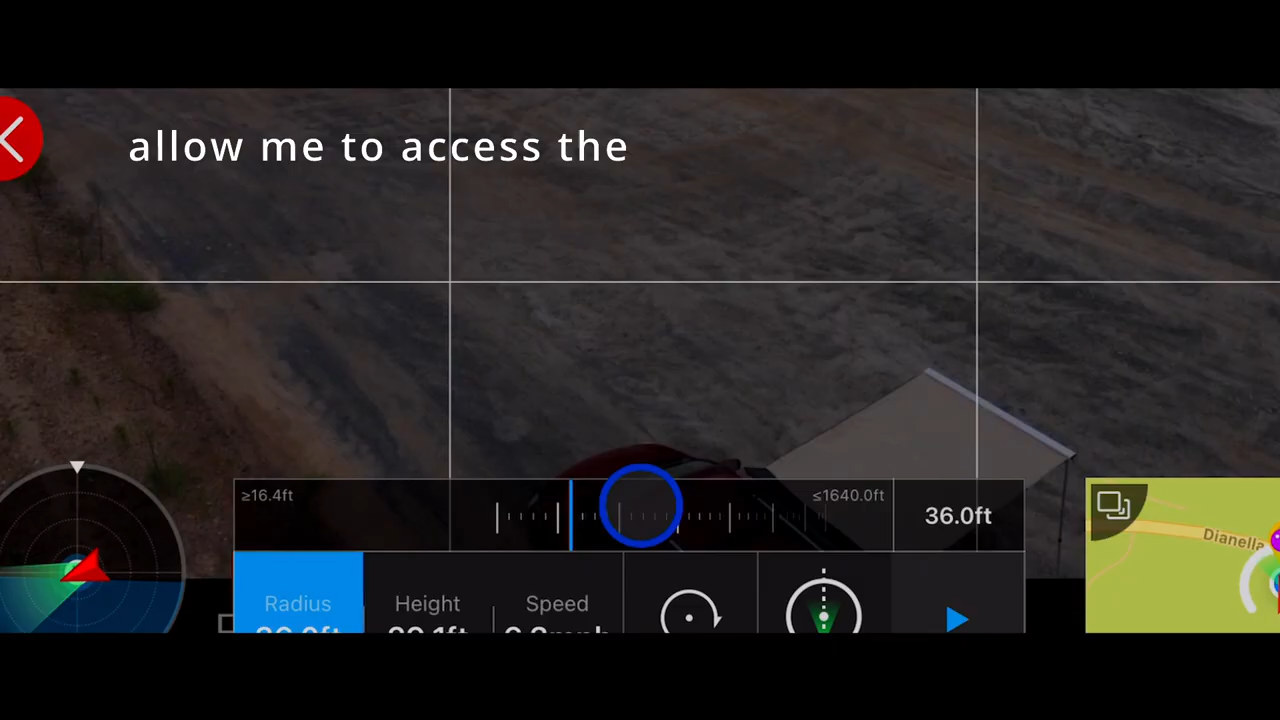 allow me to access the
≥16.4ft
≤1640.0ft
36.0ft
Dianella
Radius
Height
Speed